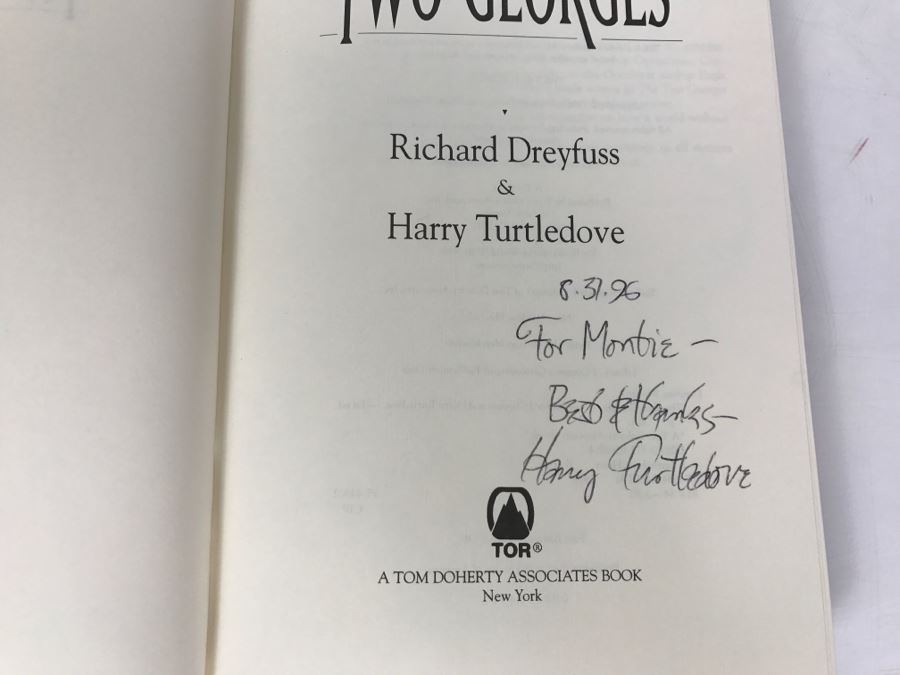 TWO GEORGES
Richard Dreyfuss
&
Harry Turtledove
8.31.96
For Montie —
Best & thanks—
Harry Turtledove
TOR®
A TOM DOHERTY ASSOCIATES BOOK
New York